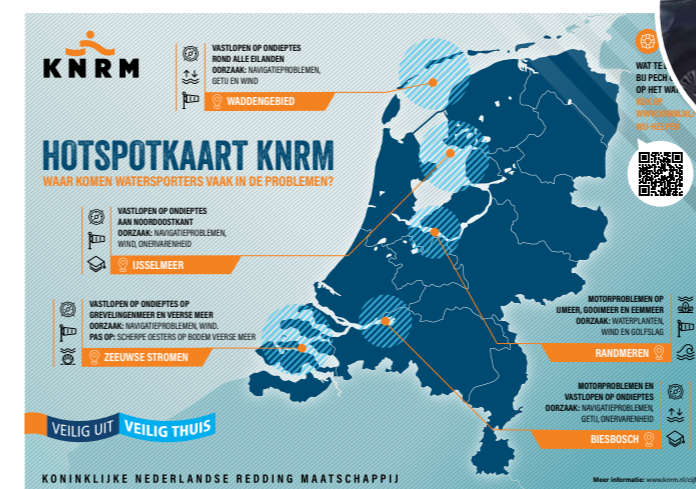 KNRM
HOTSPOTKAART KNRM
WAAR KOMEN WATERSPORTERS VAAK IN DE PROBLEMEN?
VASTLOPEN OP ONDIEPTES
ROND ALLE EILANDEN
OORZAAK: NAVIGATIEPROBLEMEN,
GETIJ EN WIND
WADDENGEBIED
VASTLOPEN OP ONDIEPTES
AAN NOORDOOSTKANT
OORZAAK: NAVIGATIEPROBLEMEN,
WIND, ONERVARENHEID
IJSSELMEER
VASTLOPEN OP ONDIEPTES OP
GREVELINGENMEER EN VEERSE MEER
OORZAAK: NAVIGATIEPROBLEMEN, WIND.
PAS OP: SCHERPE OESTERS OP BODEM VEERSE MEER
ZEEUWSE STROMEN
WAT TE
BIJ PECH
OP HET
MOTORPROBLEMEN OP
IJMEER, GOOIMEER EN EEMMEER
OORZAAK: WATERPLANTEN,
WIND EN GOLFSLAG
RANDMEREN
MOTORPROBLEMEN EN
VASTLOPEN OP ONDIEPTES
OORZAAK: NAVIGATIEPROBLEMEN,
GETIJ, ONERVARENHEID
BIESBOSCH
VEILIG UIT VEILIG THUIS
KONINKLIJKE NEDERLANDSE REDDING MAATSCHAPPIJ
Meer informatie: www.knrm.nl/cij